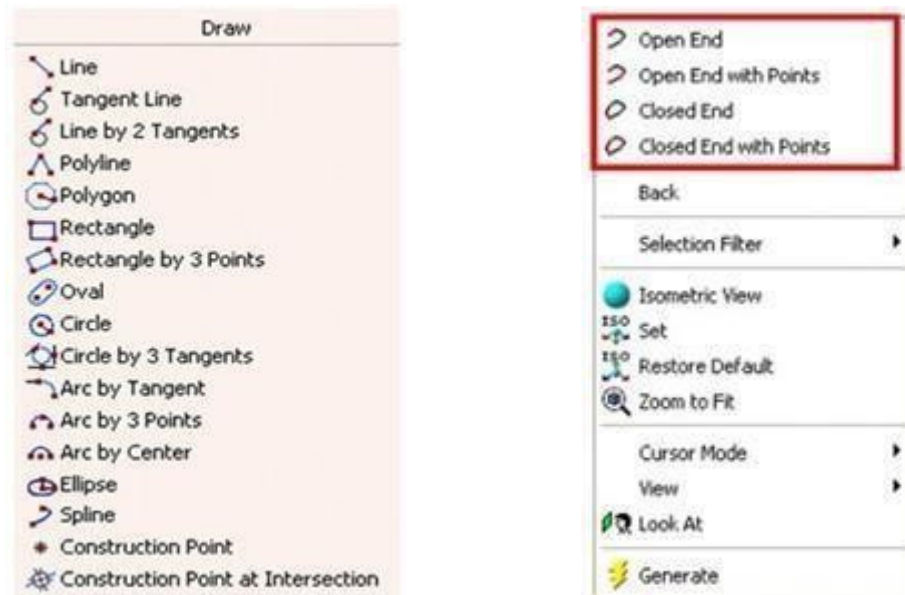 Draw
Line
Tangent Line
Line by 2 Tangents
Polyline
Polygon
Rectangle
Rectangle by 3 Points
Oval
Circle
Circle by 3 Tangents
Arc by Tangent
Arc by 3 Points
Arc by Center
Ellipse
Spline
Construction Point
Construction Point at Intersection
Open End
Open End with Points
Closed End
Closed End with Points
Back
Selection Filter
Isometric View
ISO Set
ISO Restore Default
Zoom to Fit
Cursor Mode
View
Look At
Generate